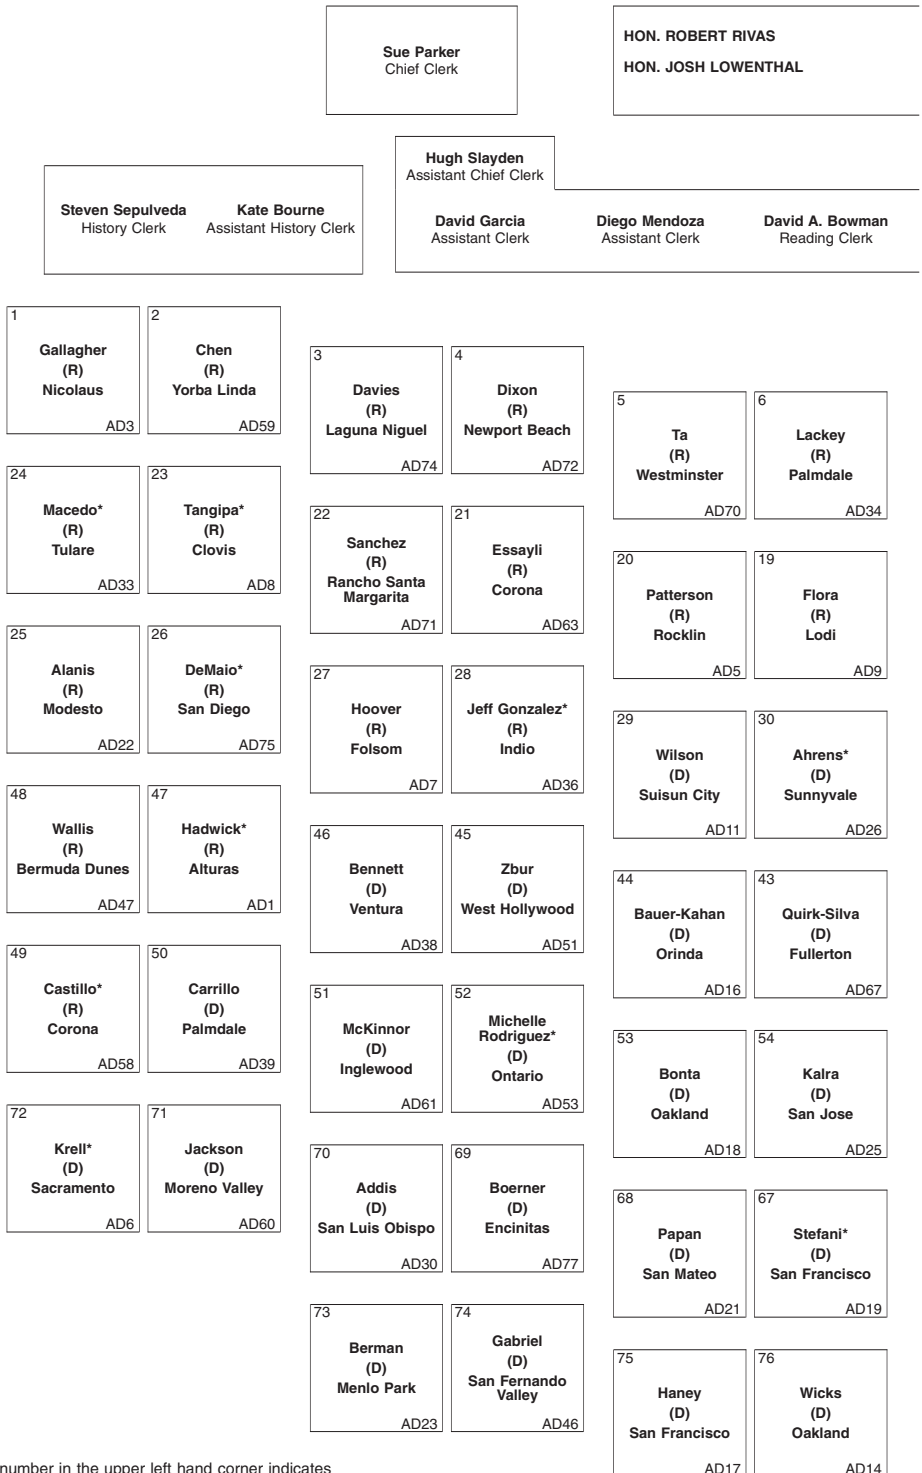 Sue Parker
Chief Clerk
HON. ROBERT RIVAS
HON. JOSH LOWENTHAL
Hugh Slayden
Assistant Chief Clerk
Steven Sepulveda
History Clerk
Kate Bourne
Assistant History Clerk
David Garcia
Assistant Clerk
Diego Mendoza
Assistant Clerk
David A. Bowman
Reading Clerk
1
Gallagher
(R)
Nicolaus
AD3
2
Chen
(R)
Yorba Linda
AD59
3
Davies
(R)
Laguna Niguel
AD74
4
Dixon
(R)
Newport Beach
AD72
5
Ta
(R)
Westminster
AD70
6
Lackey
(R)
Palmdale
AD34
24
Macedo*
(R)
Tulare
AD33
23
Tangipa*
(R)
Clovis
AD8
22
Sanchez
(R)
Rancho Santa
Margarita
AD71
21
Essayli
(R)
Corona
AD63
20
Patterson
(R)
Rocklin
AD5
19
Flora
(R)
Lodi
AD9
25
Alanis
(R)
Modesto
AD22
26
DeMaio*
(R)
San Diego
AD75
27
Hoover
(R)
Folsom
AD7
28
Jeff Gonzalez*
(R)
Indio
AD36
29
Wilson
(D)
Suisun City
AD11
30
Ahrens*
(D)
Sunnyvale
AD26
48
Wallis
(R)
Bermuda Dunes
AD47
47
Hadwick*
(R)
Alturas
AD1
46
Bennett
(D)
Ventura
AD38
45
Zbur
(D)
West Hollywood
AD51
44
Bauer-Kahan
(D)
Orinda
AD16
43
Quirk-Silva
(D)
Fullerton
AD67
49
Castillo*
(R)
Corona
AD58
50
Carrillo
(D)
Palmdale
AD39
51
McKinnor
(D)
Inglewood
AD61
52
Michelle
Rodriguez*
(D)
Ontario
AD53
53
Bonta
(D)
Oakland
AD18
54
Kalra
(D)
San Jose
AD25
72
Krell*
(D)
Sacramento
AD6
71
Jackson
(D)
Moreno Valley
AD60
70
Addis
(D)
San Luis Obispo
AD30
69
Boerner
(D)
Encinitas
AD77
68
Papan
(D)
San Mateo
AD21
67
Stefani*
(D)
San Francisco
AD19
73
Berman
(D)
Menlo Park
AD23
74
Gabriel
(D)
San Fernando
Valley
AD46
75
Haney
(D)
San Francisco
AD17
76
Wicks
(D)
Oakland
AD14
number in the upper left hand corner indicates